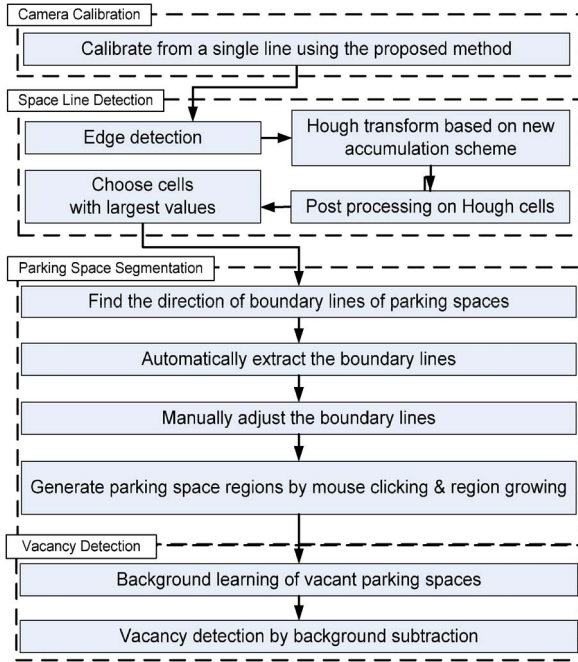 Camera Calibration
Calibrate from a single line using the proposed method
Space Line Detection
Edge detection
Hough transform based on new
accumulation scheme
Post processing on Hough cells
Choose cells
with largest values
Parking Space Segmentation
Find the direction of boundary lines of parking spaces
Automatically extract the boundary lines
Manually adjust the boundary lines
Generate parking space regions by mouse clicking & region growing
Vacancy Detection
Background learning of vacant parking spaces
Vacancy detection by background subtraction